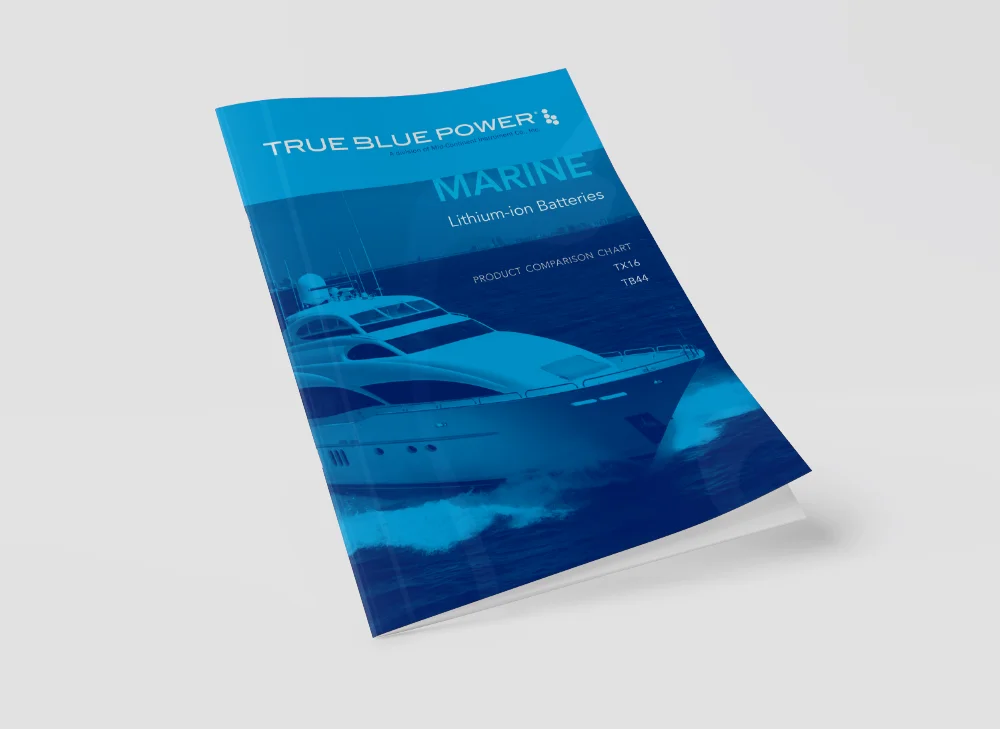 TRUE BLUE POWER®
A division of Mid-Continent Instrument Co., Inc.
MARINE
Lithium-ion Batteries
PRODUCT COMPARISON CHART
TX16
TB44